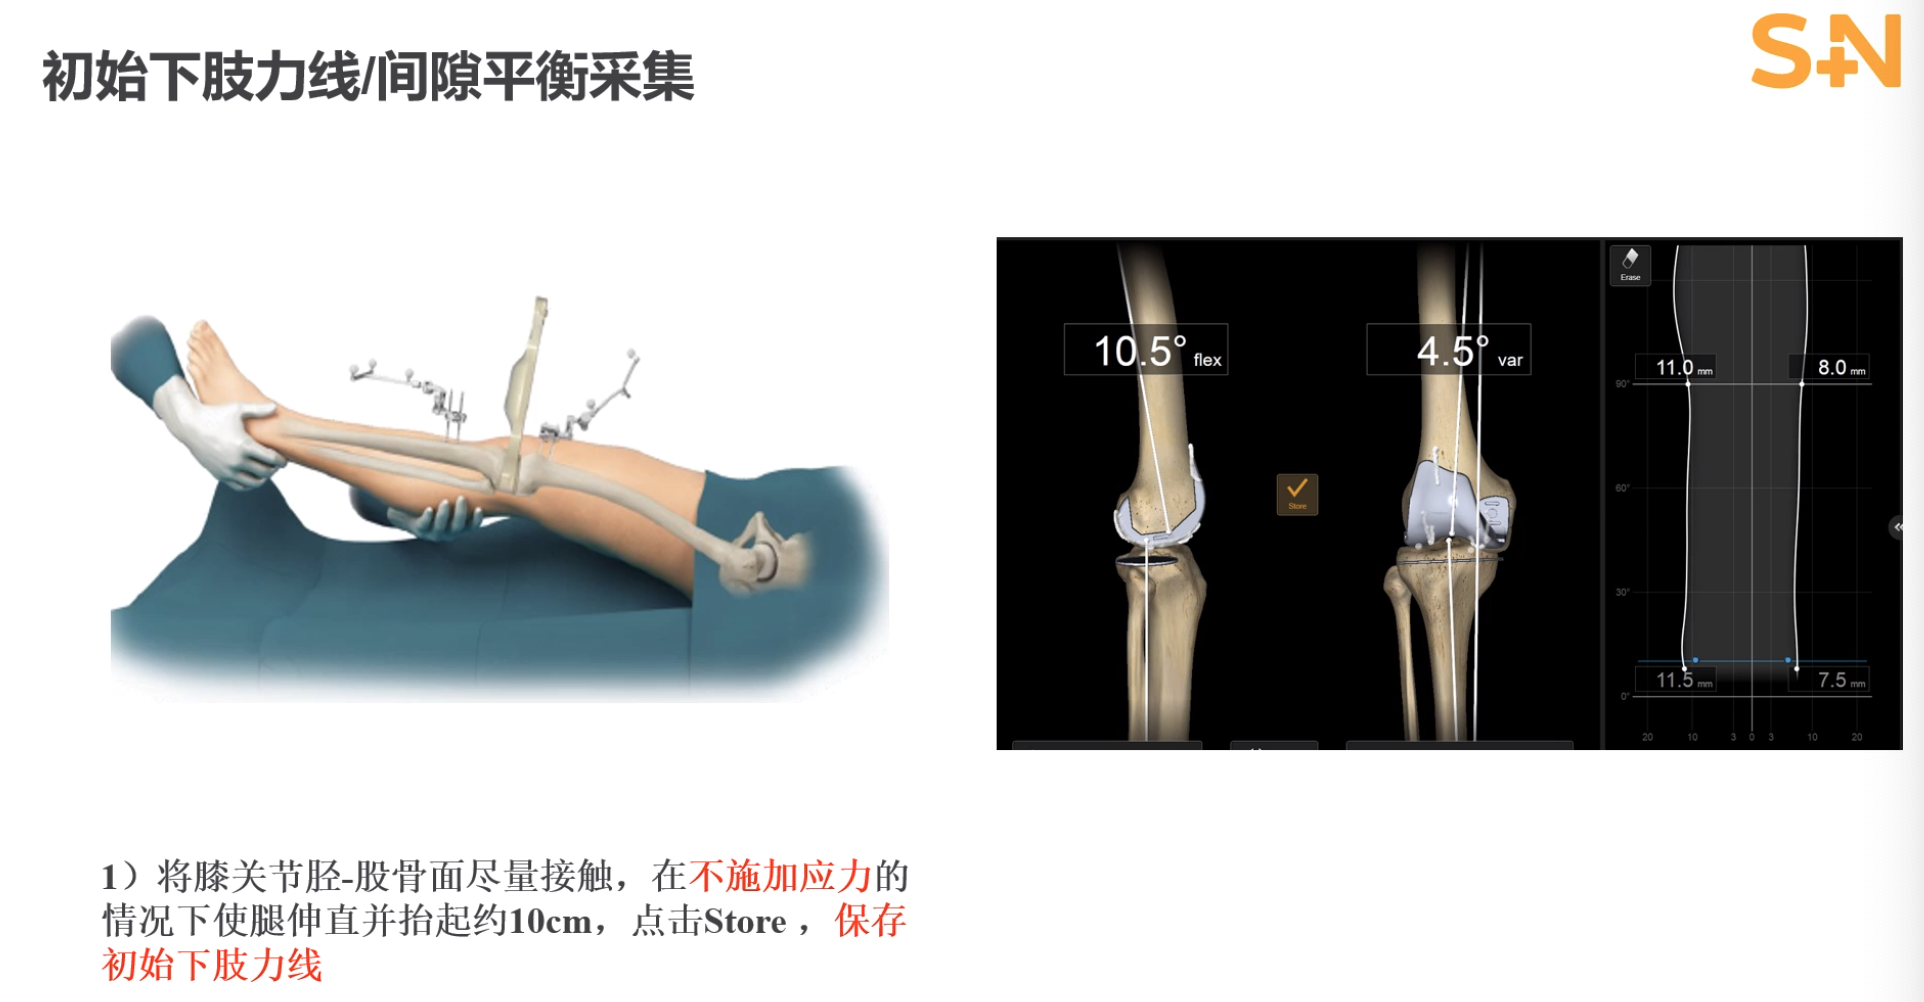 初始下肢力线/间隙平衡采集
S+N
10.5° flex
4.5° var
Store
Erase
11.0 mm
8.0 mm
90°
60°
30°
11.5 mm
7.5 mm
0°
20 10 3 0 3 10 20
1）将膝关节胫-股骨面尽量接触，在不施加应力的
情况下使腿伸直并抬起约10cm，点击Store ，保存
初始下肢力线